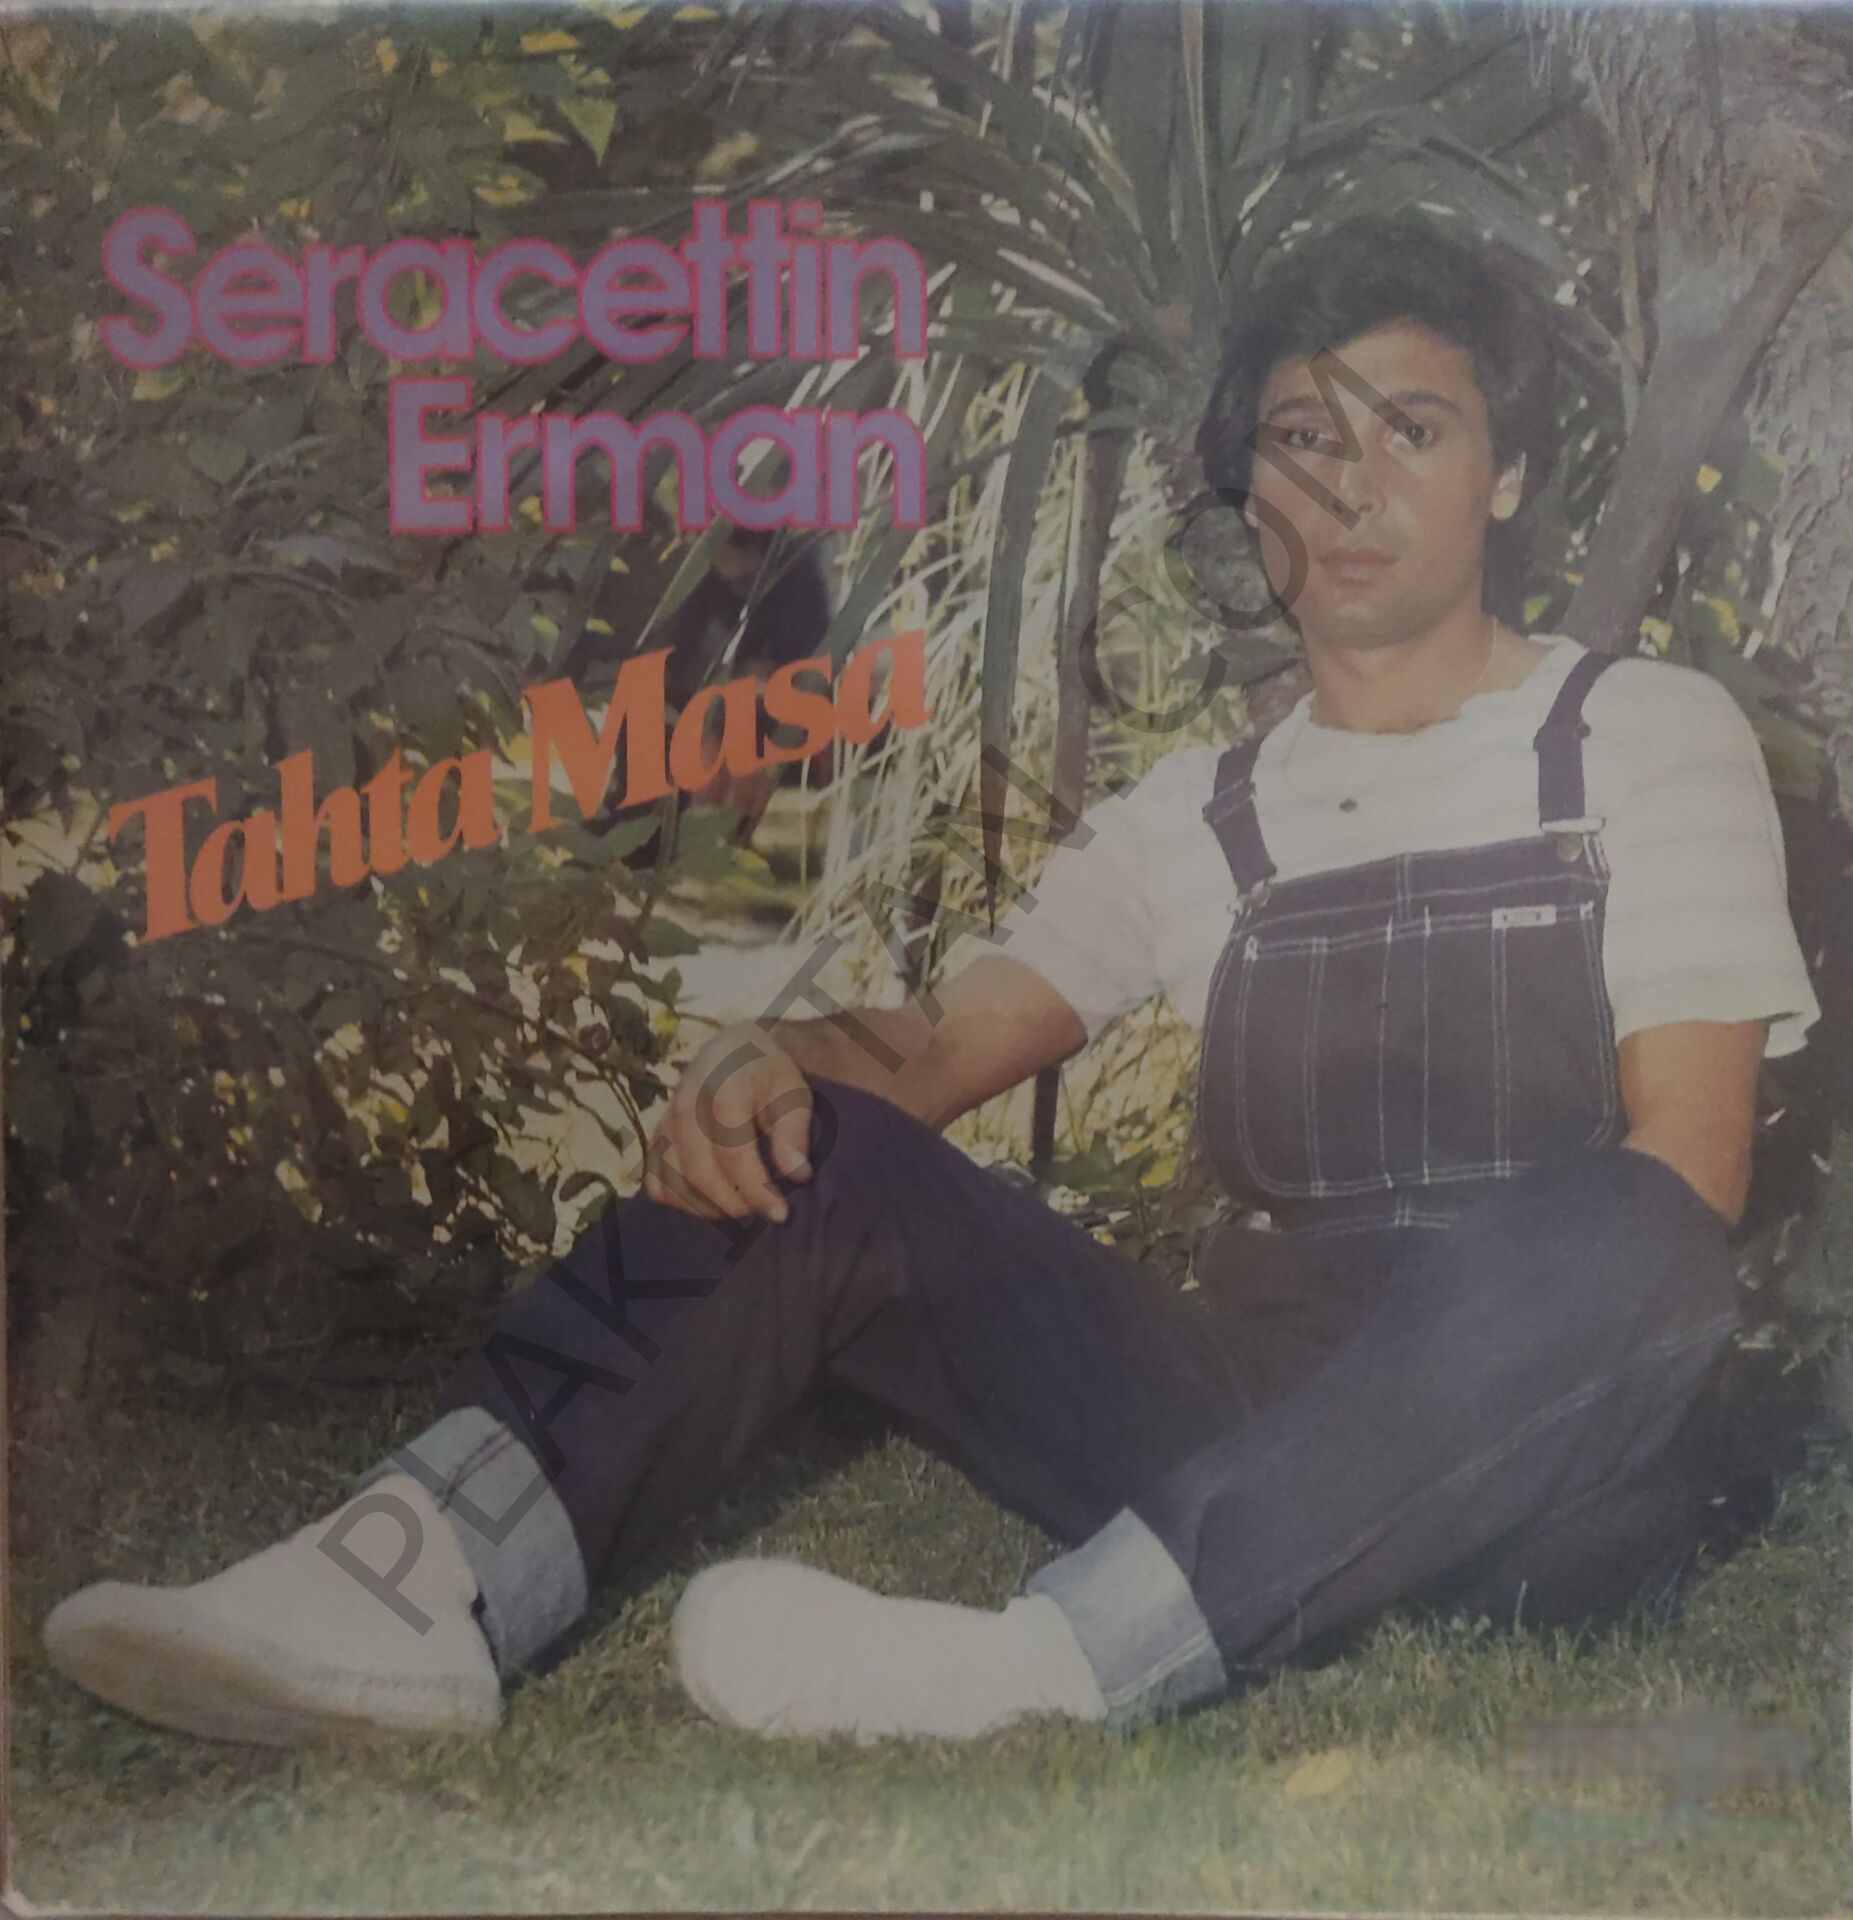 Seracettin
Erman
Tahta Masa
PLAKISTAN.COM